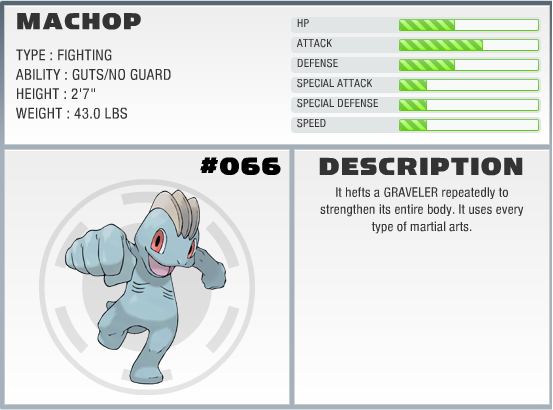 MACHOP
TYPE : FIGHTING
ABILITY : GUTS/NO GUARD
HEIGHT : 2'7"
WEIGHT : 43.0 LBS
HP
ATTACK
DEFENSE
SPECIAL ATTACK
SPECIAL DEFENSE
SPEED
#066
DESCRIPTION
It hefts a GRAVELER repeatedly to
strengthen its entire body. It uses every
type of martial arts.